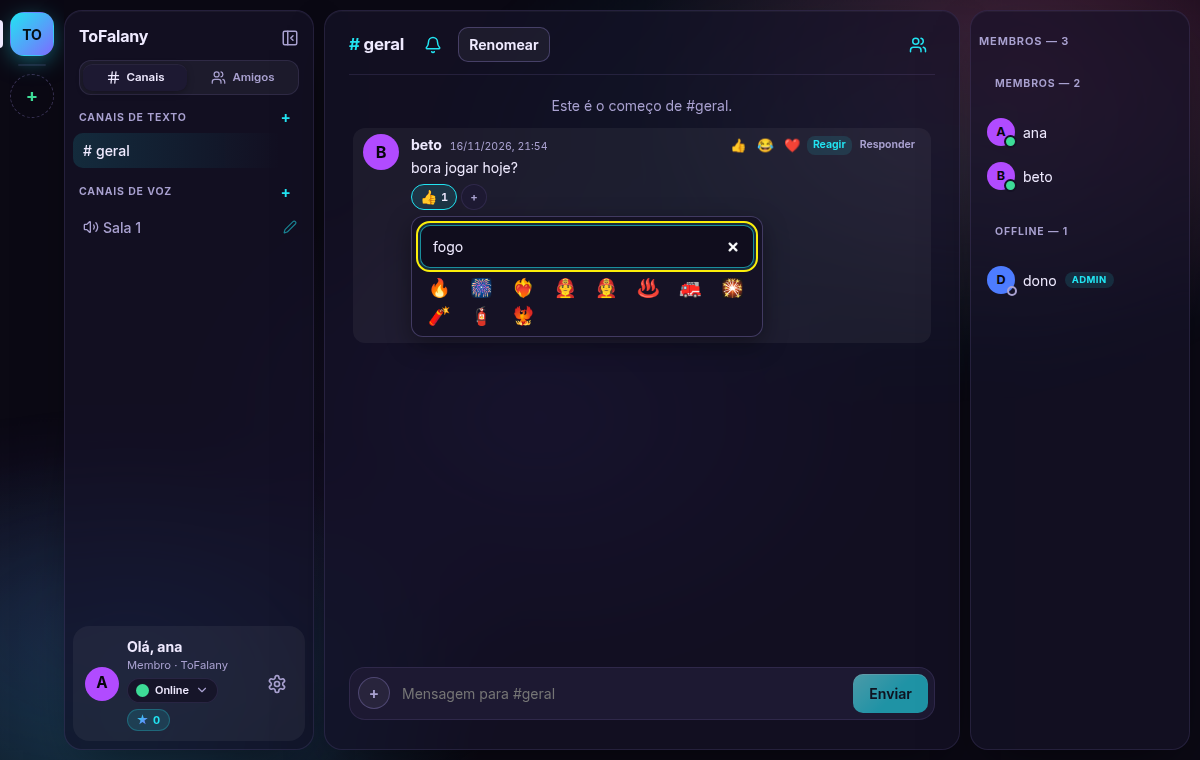 TO
+
ToFalany
Canais
Amigos
CANAIS DE TEXTO +
# geral
CANAIS DE VOZ +
Sala 1
Olá, ana
Membro · ToFalany
Online
★ 0
A
# geral
Renomear
Este é o começo de #geral.
B
beto 16/11/2026, 21:54
👍 😂 ❤️ Reagir Responder
bora jogar hoje?
👍 1 +
fogo
+ Mensagem para #geral
Enviar
MEMBROS — 3
MEMBROS — 2
A ana
B beto
OFFLINE — 1
D dono ADMIN